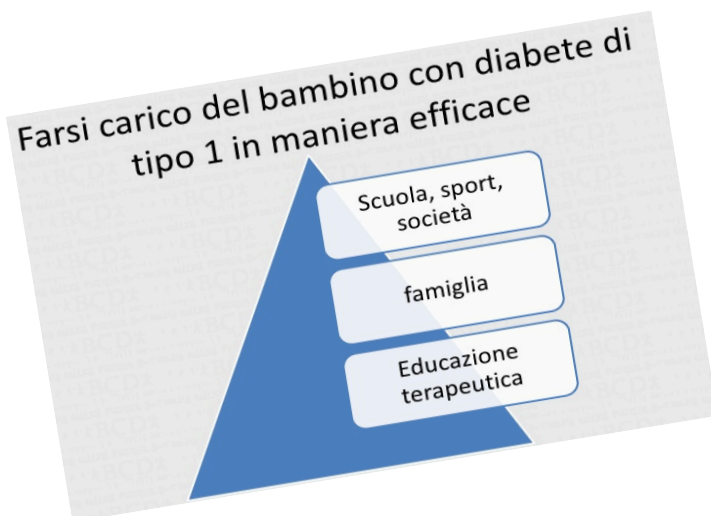 Farsi carico del bambino con diabete di
tipo 1 in maniera efficace
Scuola, sport,
società
famiglia
Educazione
terapeutica